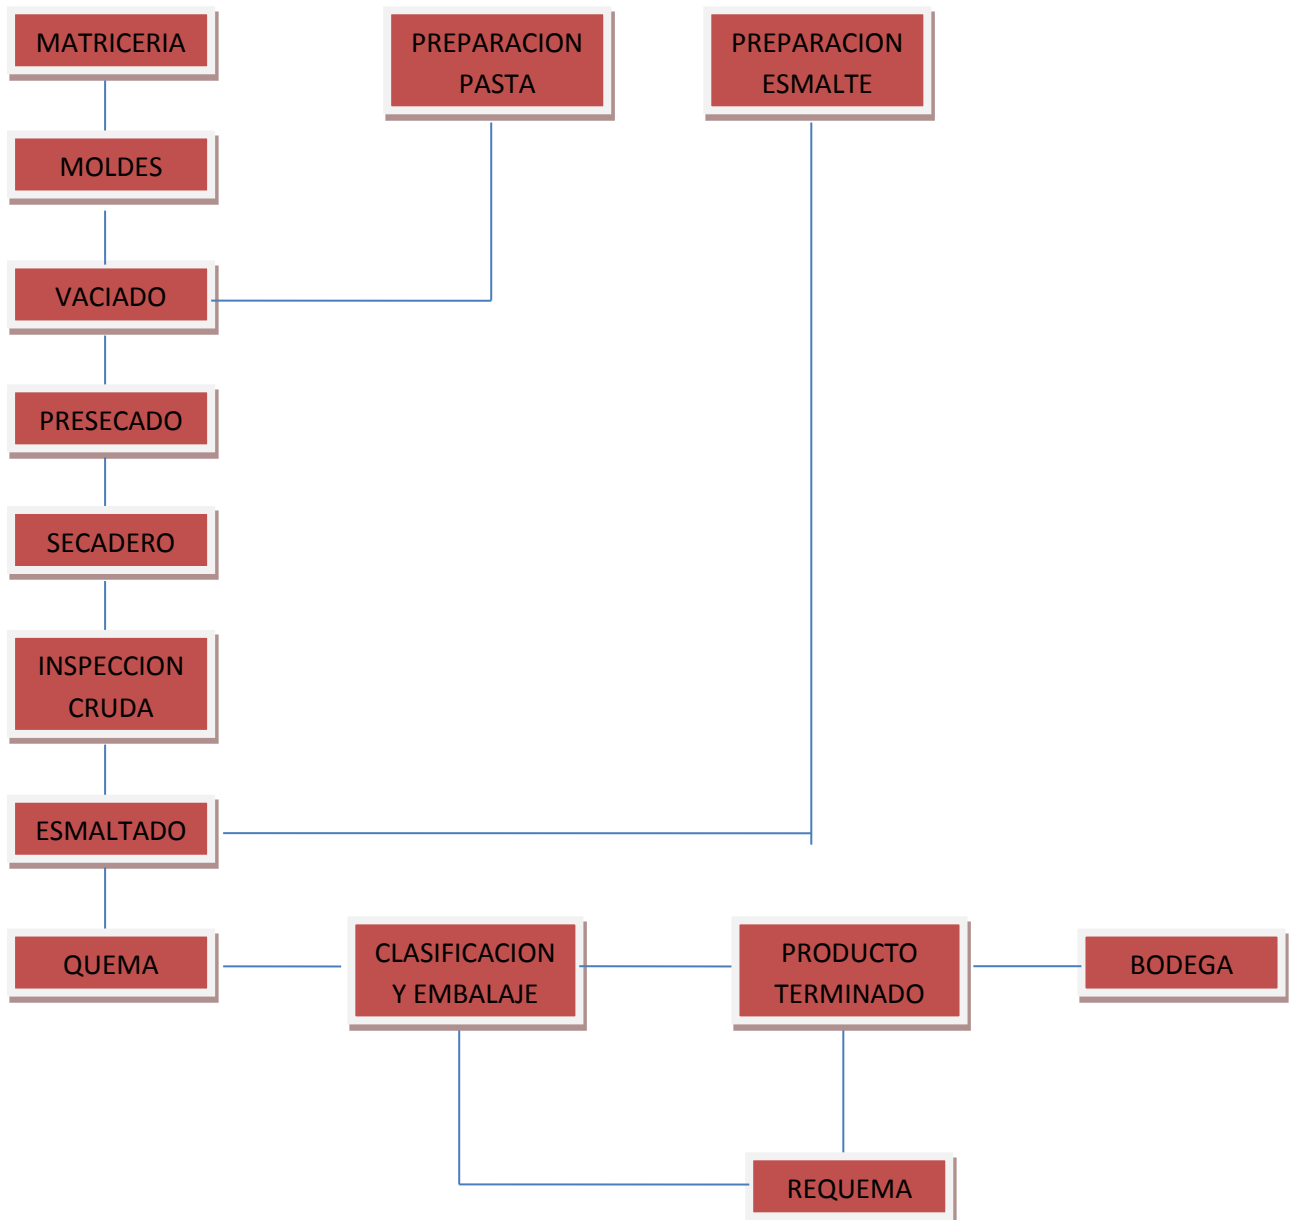 MATRICERIA
PREPARACION
PASTA
PREPARACION
ESMALTE
MOLDES
VACIADO
PRESECADO
SECADERO
INSPECCION
CRUDA
ESMALTADO
QUEMA
CLASIFICACION
Y EMBALAJE
PRODUCTO
TERMINADO
BODEGA
REQUEMA